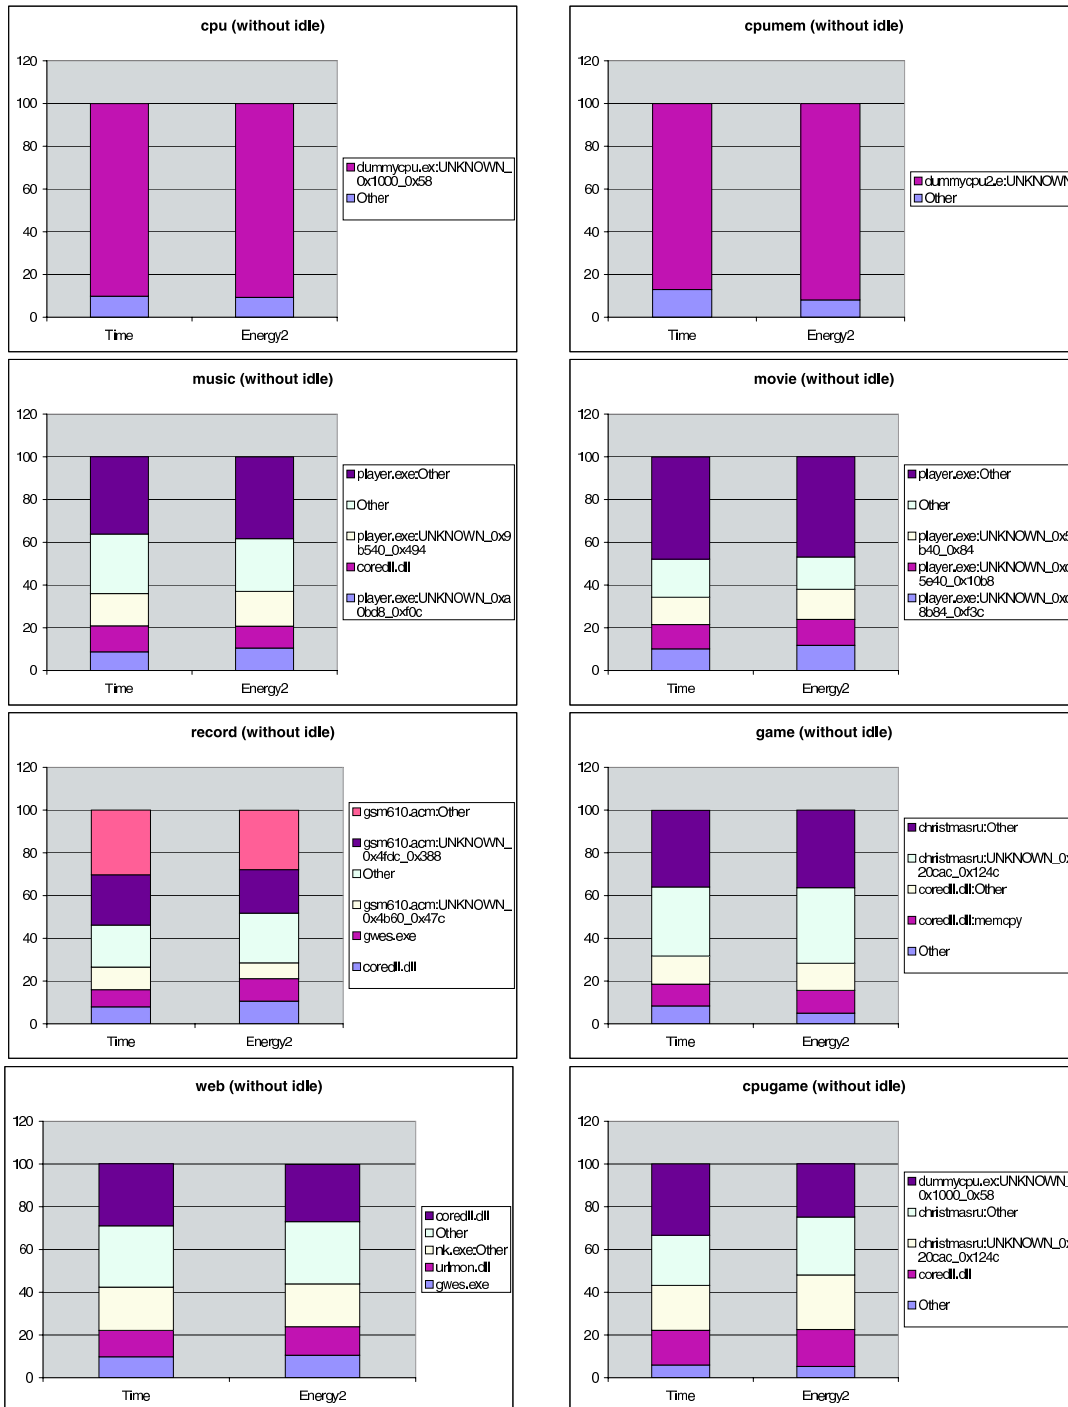 cpu (without idle)
120
100
80
60
40
20
0
Time
Energy2
dummycpu.ex:UNKNOWN_
0x1000_0x58
Other
cpumem (without idle)
120
100
80
60
40
20
0
Time
Energy2
dummycpu2.e:UNKNOWN
Other
music (without idle)
120
100
80
60
40
20
0
Time
Energy2
player.exe:Other
Other
player.exe:UNKNOWN_0x9
b540_0x494
coredll.dll
player.exe:UNKNOWN_0xa
0bd8_0xf0c
movie (without idle)
120
100
80
60
40
20
0
Time
Energy2
player.exe:Other
Other
player.exe:UNKNOWN_0x
b40_0x84
player.exe:UNKNOWN_0x
5e40_0x10b8
player.exe:UNKNOWN_0x
8b84_0xf3c
record (without idle)
120
100
80
60
40
20
0
Time
Energy2
gsm610.acm:Other
gsm610.acm:UNKNOWN_
0x4fdc_0x388
Other
gsm610.acm:UNKNOWN_
0x4b60_0x47c
gwes.exe
coredll.dll
game (without idle)
120
100
80
60
40
20
0
Time
Energy2
christmasru:Other
christmasru:UNKNOWN_0x
20cac_0x124c
coredll.dll:Other
coredll.dll:memcpy
Other
web (without idle)
120
100
80
60
40
20
0
Time
Energy2
coredll.dll
Other
nk.exe:Other
urlmon.dll
gwes.exe
cpugame (without idle)
120
100
80
60
40
20
0
Time
Energy2
dummycpu.ex:UNKNOWN_
0x1000_0x58
christmasru:Other
christmasru:UNKNOWN_0x
20cac_0x124c
coredll.dll
Other